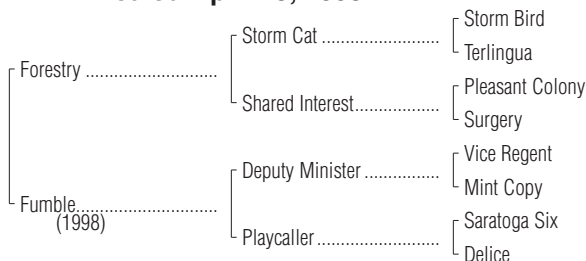 Storm Bird
Storm Cat
Terlingua
Forestry
Pleasant Colony
Shared Interest
Surgery
Vice Regent
Deputy Minister
Mint Copy
Fumble
(1998)
Saratoga Six
Playcaller
Delice